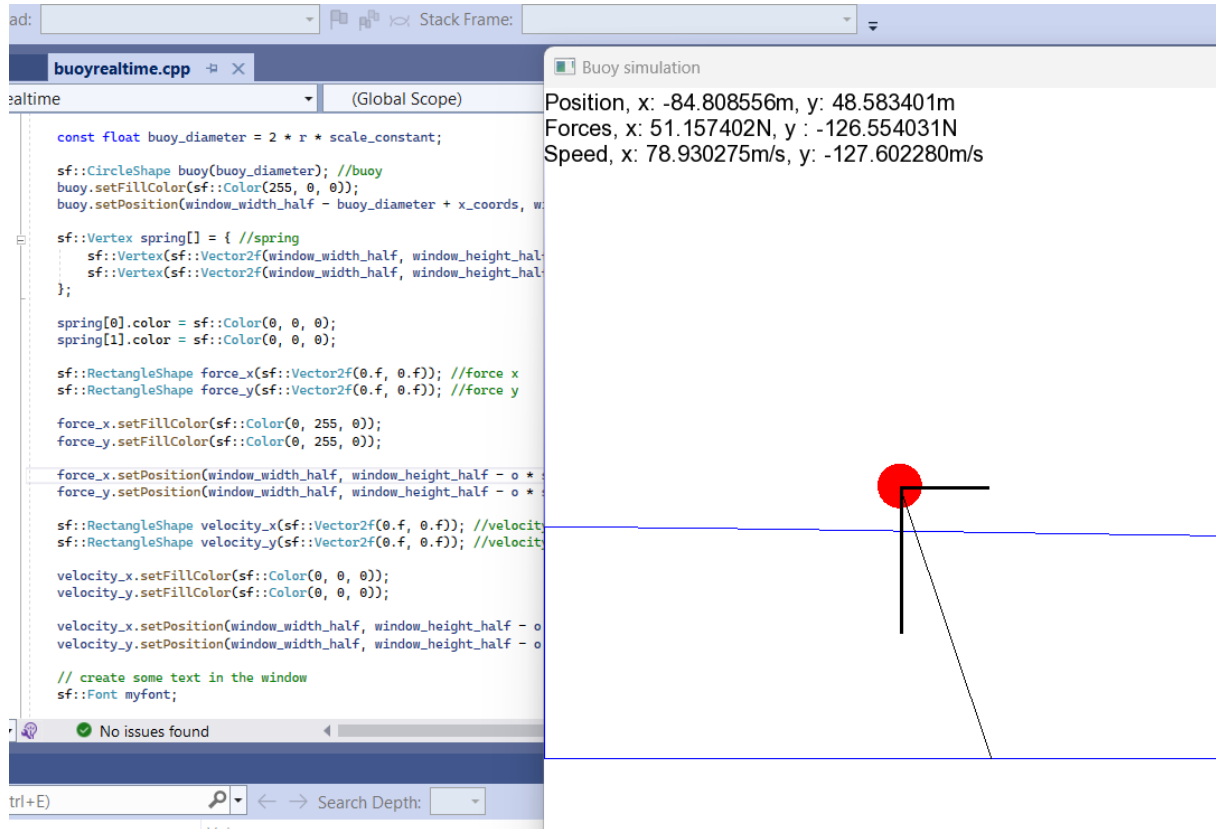 ad:
Stack Frame:
buoyrealtime.cpp
ealtime
(Global Scope)
const float buoy_diameter = 2 * r * scale_constant;
sf::CircleShape buoy(buoy_diameter); //buoy
buoy.setFillColor(sf::Color(255, 0, 0));
buoy.setPosition(window_width_half - buoy_diameter + x_coords, w
sf::Vertex spring[] = { //spring
sf::Vertex(sf::Vector2f(window_width_half, window_height_hal
sf::Vertex(sf::Vector2f(window_width_half, window_height_hal
};
spring[0].color = sf::Color(0, 0, 0);
spring[1].color = sf::Color(0, 0, 0);
sf::RectangleShape force_x(sf::Vector2f(0.f, 0.f)); //force x
sf::RectangleShape force_y(sf::Vector2f(0.f, 0.f)); //force y
force_x.setFillColor(sf::Color(0, 255, 0));
force_y.setFillColor(sf::Color(0, 255, 0));
force_x.setPosition(window_width_half, window_height_half - o * s
force_y.setPosition(window_width_half, window_height_half - o * s
sf::RectangleShape velocity_x(sf::Vector2f(0.f, 0.f)); //velocity
sf::RectangleShape velocity_y(sf::Vector2f(0.f, 0.f)); //velocity
velocity_x.setFillColor(sf::Color(0, 0, 0));
velocity_y.setFillColor(sf::Color(0, 0, 0));
velocity_x.setPosition(window_width_half, window_height_half - o
velocity_y.setPosition(window_width_half, window_height_half - o
// create some text in the window
sf::Font myfont;
No issues found
trl+E)
Search Depth:
Buoy simulation
Position, x: -84.808556m, y: 48.583401m
Forces, x: 51.157402N, y : -126.554031N
Speed, x: 78.930275m/s, y: -127.602280m/s